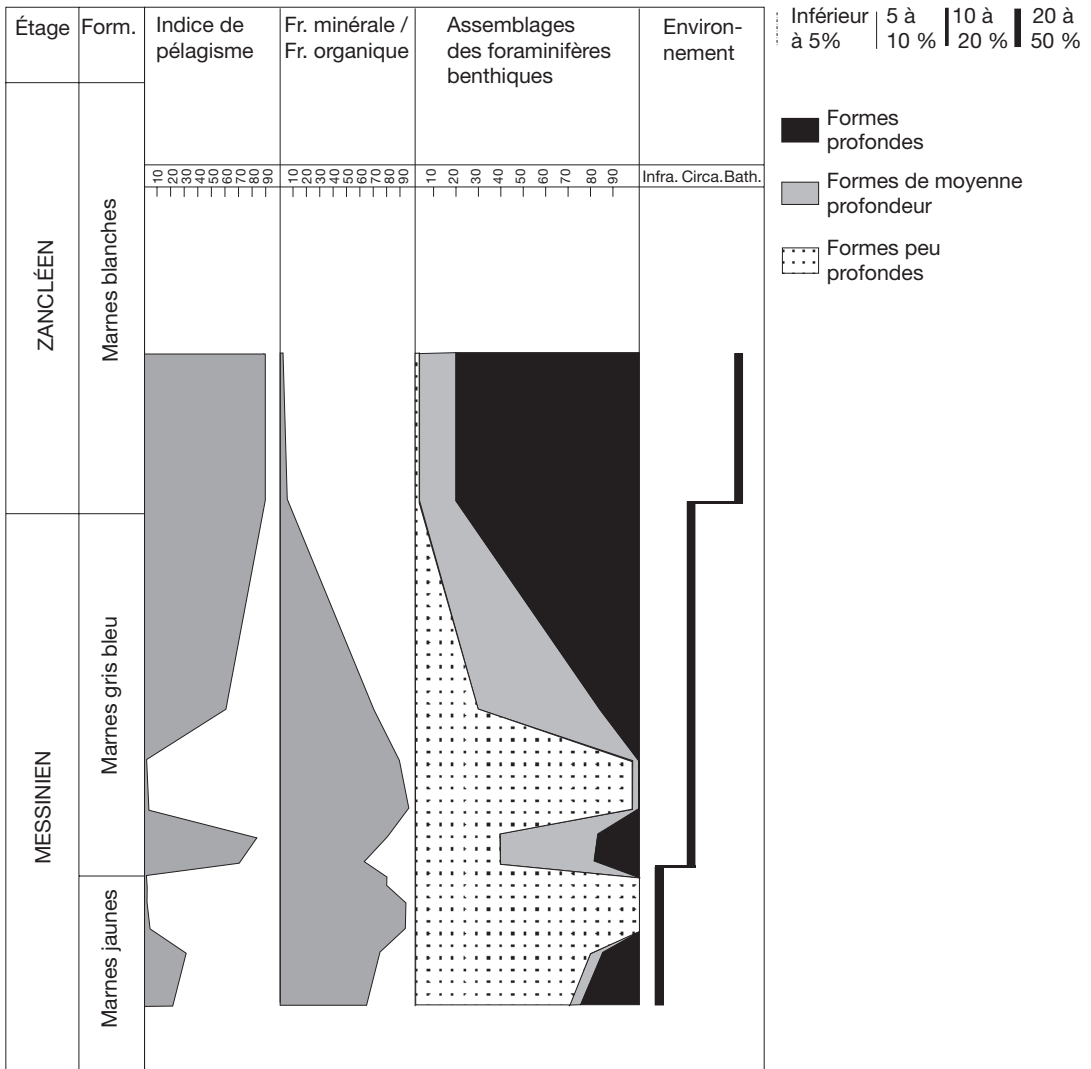 Étage
Form.
Indice de
pélagisme
Fr. minérale /
Fr. organique
Assemblages
des foraminifères
benthiques
Environ-
nement
Inférieur
à 5%
5 à
10 %
10 à
20 %
20 à
50 %
Formes
profondes
Formes de moyenne
profondeur
Formes peu
profondes
10 20 30 40 50 60 70 80 90
10 20 30 40 50 60 70 80 90
10 20 30 40 50 60 70 80 90
Infra. Circa. Bath.
ZANCLÉEN
Marnes blanches
MESSINIEN
Marnes gris bleu
Marnes jaunes